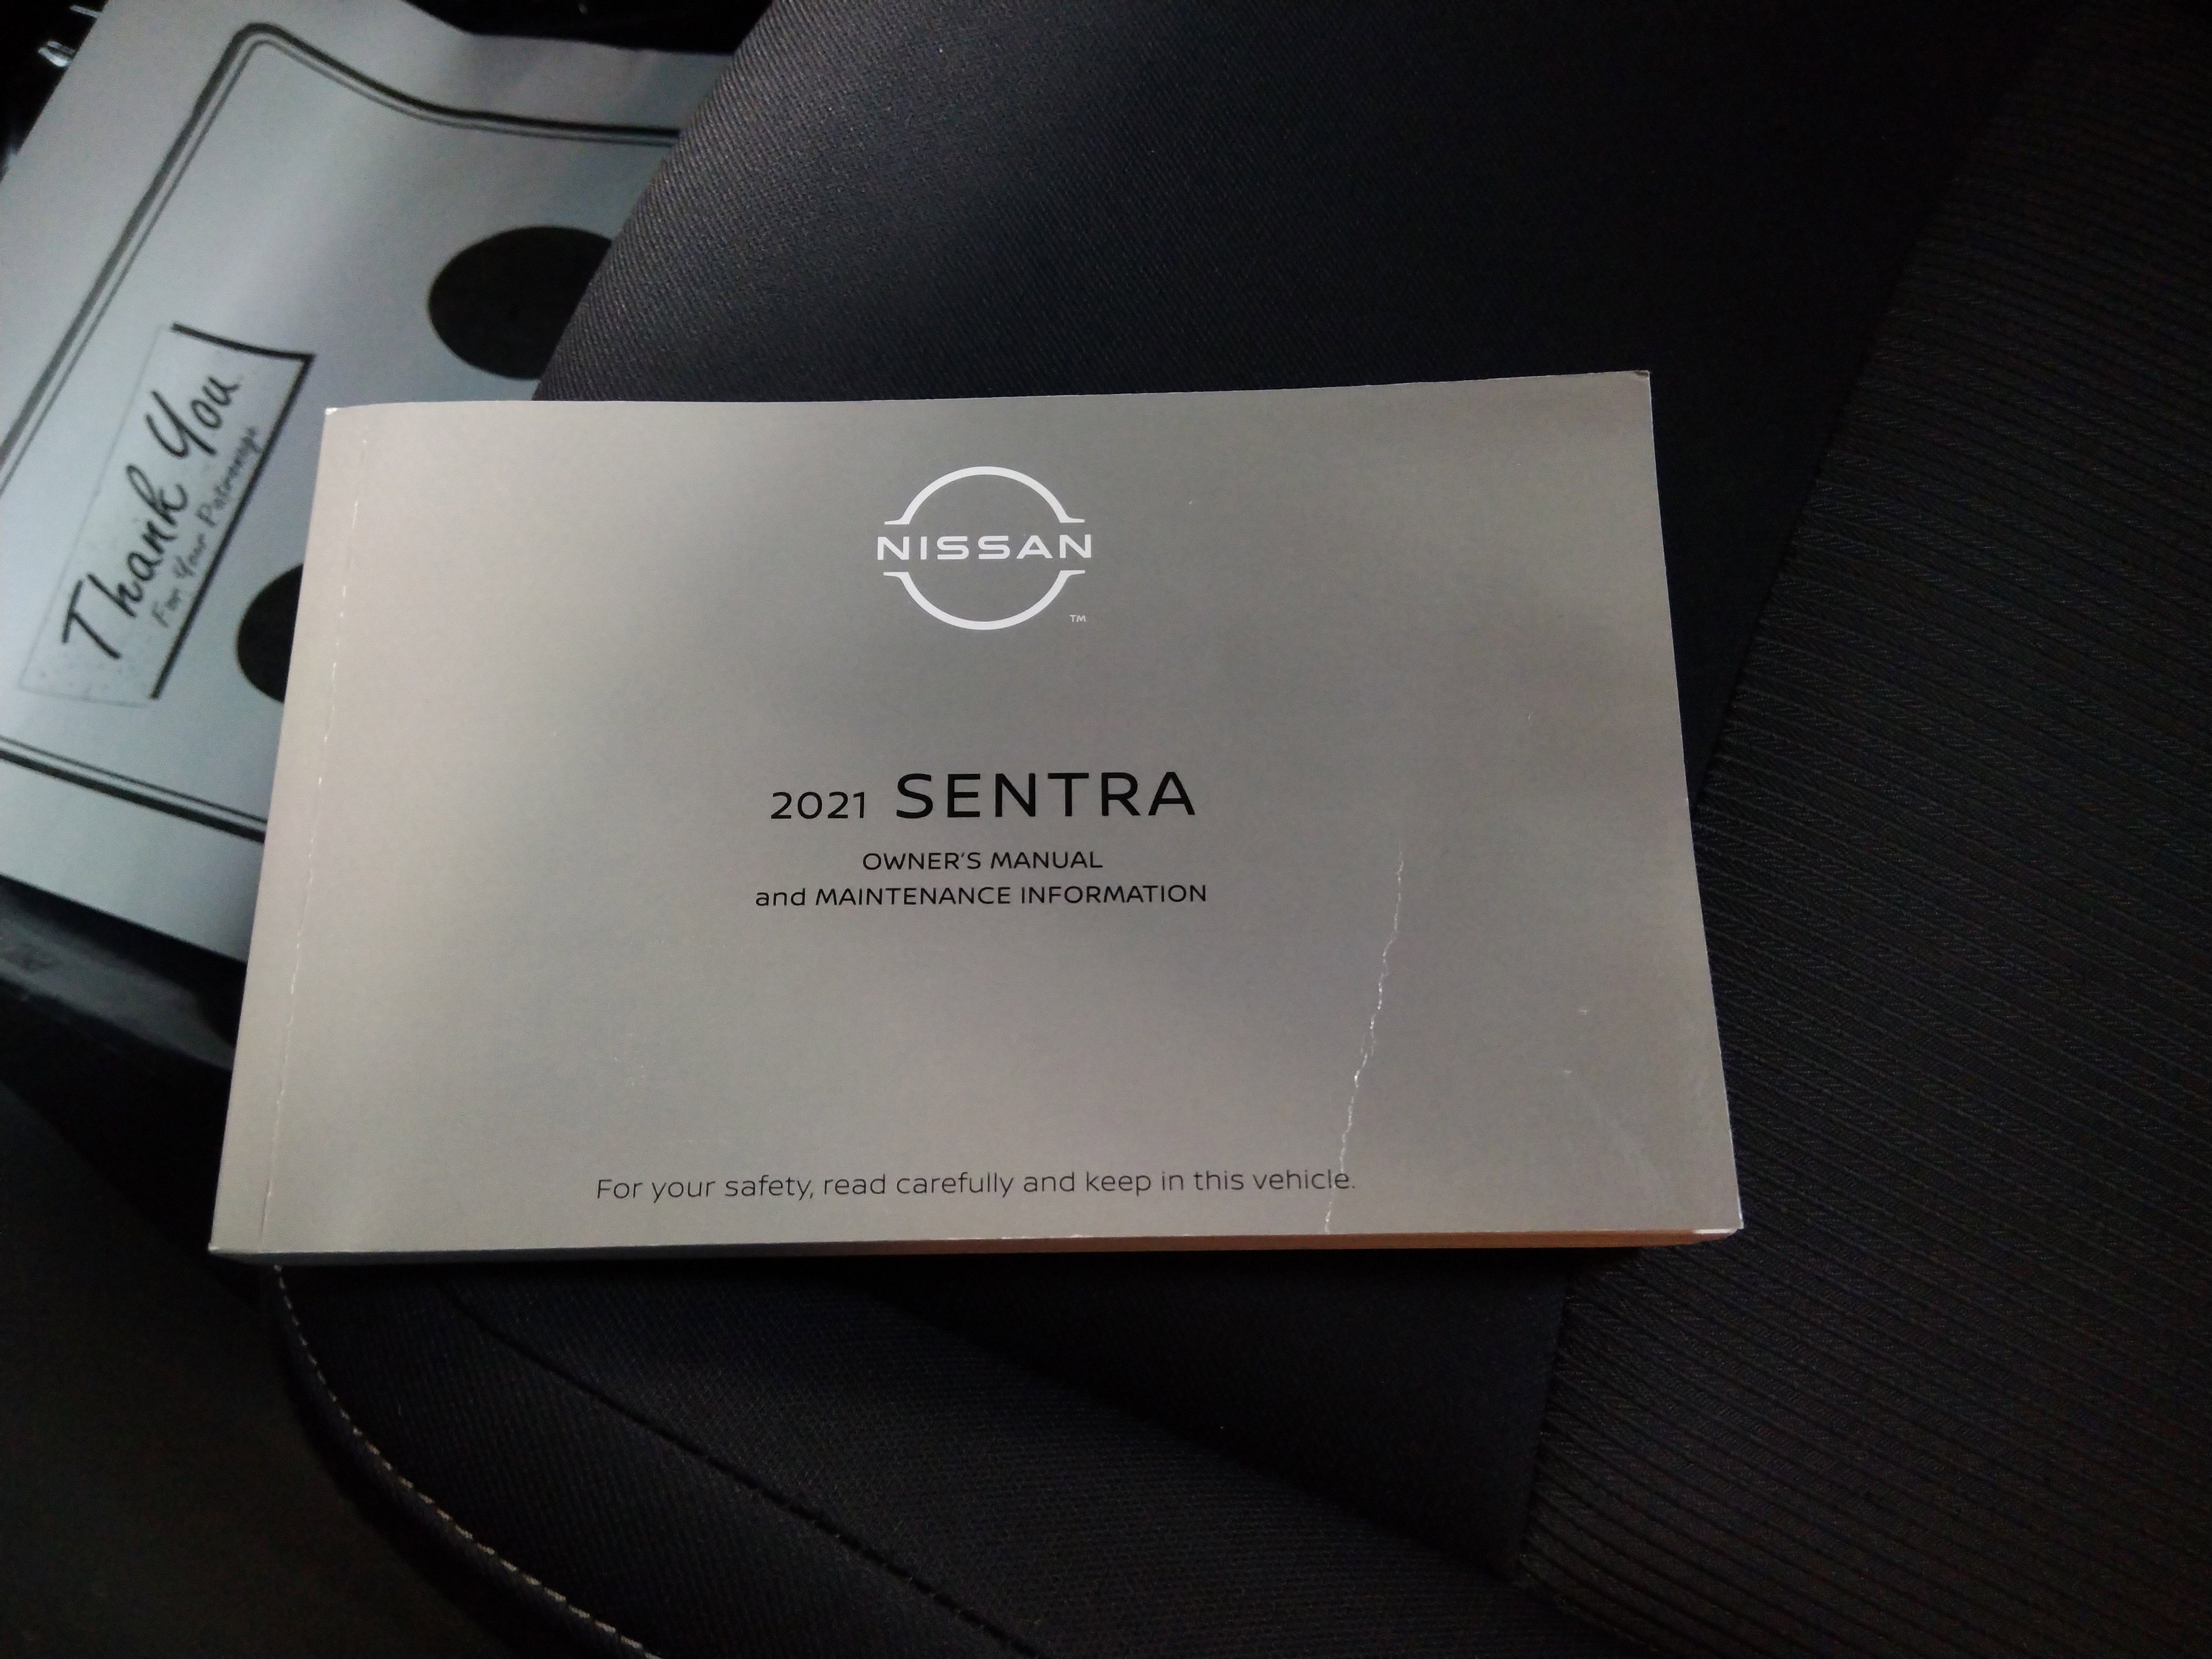 Thank You
For Your Patronage
NISSAN
TM
2021 SENTRA
OWNER'S MANUAL
and MAINTENANCE INFORMATION
For your safety, read carefully and keep in this vehicle.